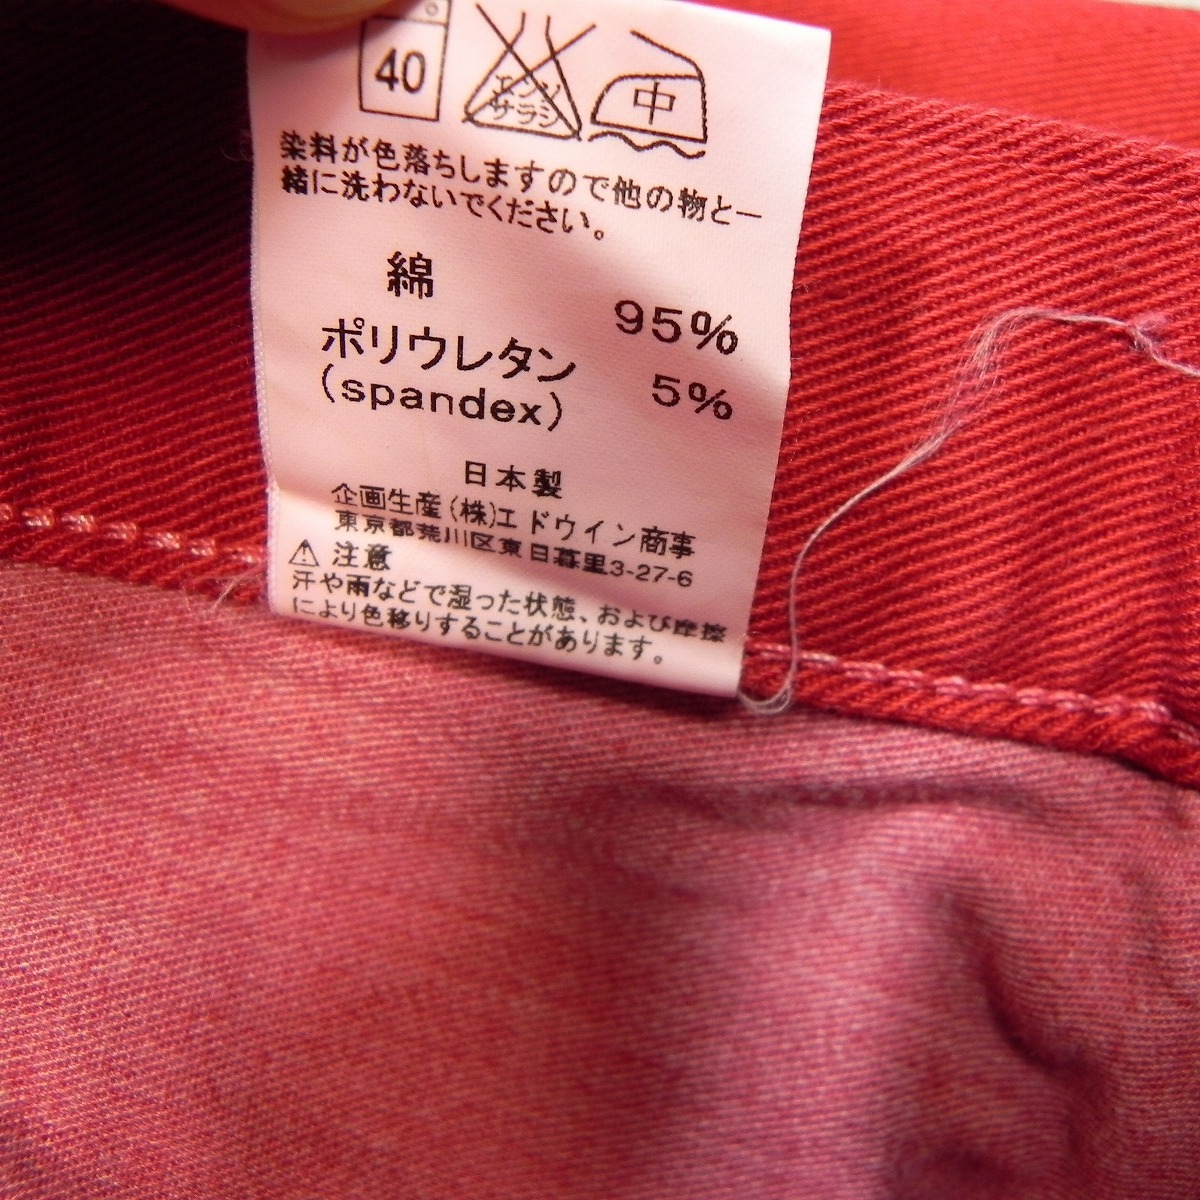 40
エンソ
サラシ
中
染料が色落ちしますので他の物と一
緒に洗わないでください。
綿 95%
ポリウレタン 5%
(spandex)
日本製
企画生産(株)エドウイン商事
東京都荒川区東日暮里3-27-6
注意
汗や雨などで湿った状態、および摩擦
により色移りすることがあります。